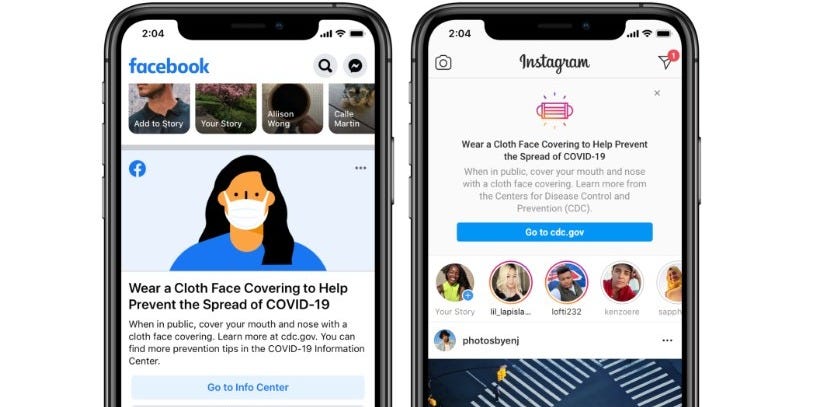 2:04
facebook
Add to Story
Your Story
Allison
Wong
Calle
Martin
Wear a Cloth Face Covering to Help
Prevent the Spread of COVID-19
When in public, cover your mouth and nose with a
cloth face covering. Learn more at cdc.gov. You can
find more prevention tips in the COVID-19 Information
Center.
Go to Info Center
2:04
Instagram
1
Wear a Cloth Face Covering to Help Prevent
the Spread of COVID-19
When in public, cover your mouth and nose
with a cloth face covering. Learn more from
the Centers for Disease Control and
Prevention (CDC).
Go to cdc.gov
Your Story
lil_lapisla...
lofti232
kenzoere
sapph
photosbyenj